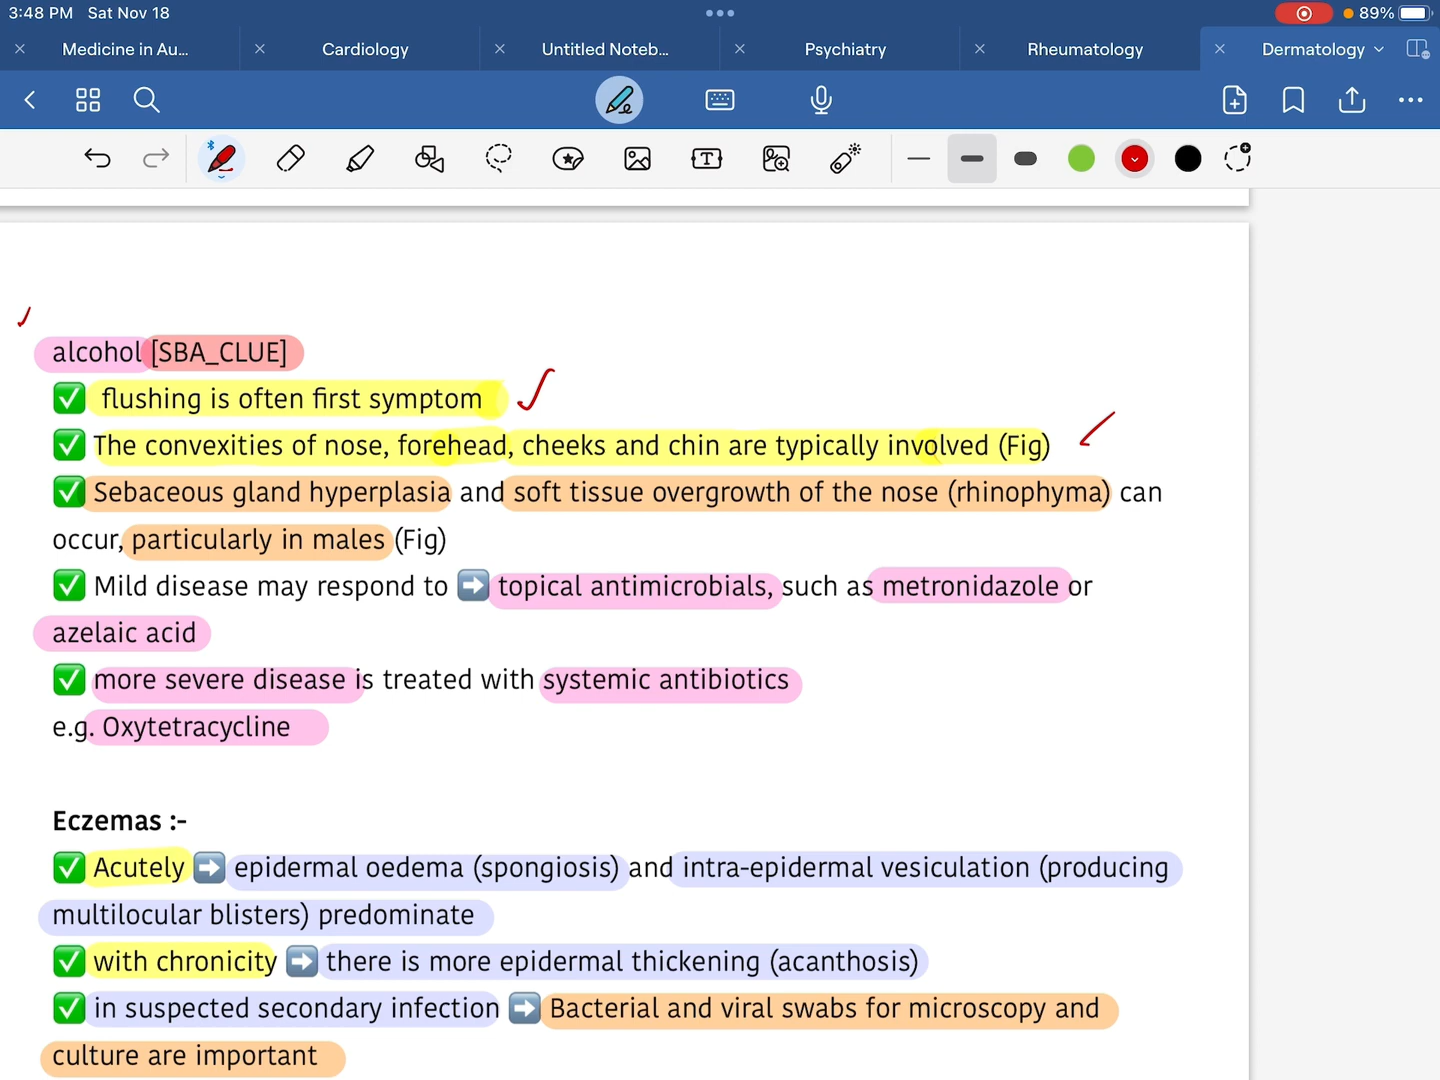 3:48 PM Sat Nov 18
89%
Medicine in Au... Cardiology Untitled Noteb... Psychiatry Rheumatology Dermatology
alcohol [SBA_CLUE]
✅ flushing is often first symptom
✅ The convexities of nose, forehead, cheeks and chin are typically involved (Fig)
✅ Sebaceous gland hyperplasia and soft tissue overgrowth of the nose (rhinophyma) can
occur, particularly in males (Fig)
✅ Mild disease may respond to ➡️ topical antimicrobials, such as metronidazole or
azelaic acid
✅ more severe disease is treated with systemic antibiotics
e.g. Oxytetracycline
Eczemas :-
✅ Acutely ➡️ epidermal oedema (spongiosis) and intra-epidermal vesiculation (producing
multilocular blisters) predominate
✅ with chronicity ➡️ there is more epidermal thickening (acanthosis)
✅ in suspected secondary infection ➡️ Bacterial and viral swabs for microscopy and
culture are important